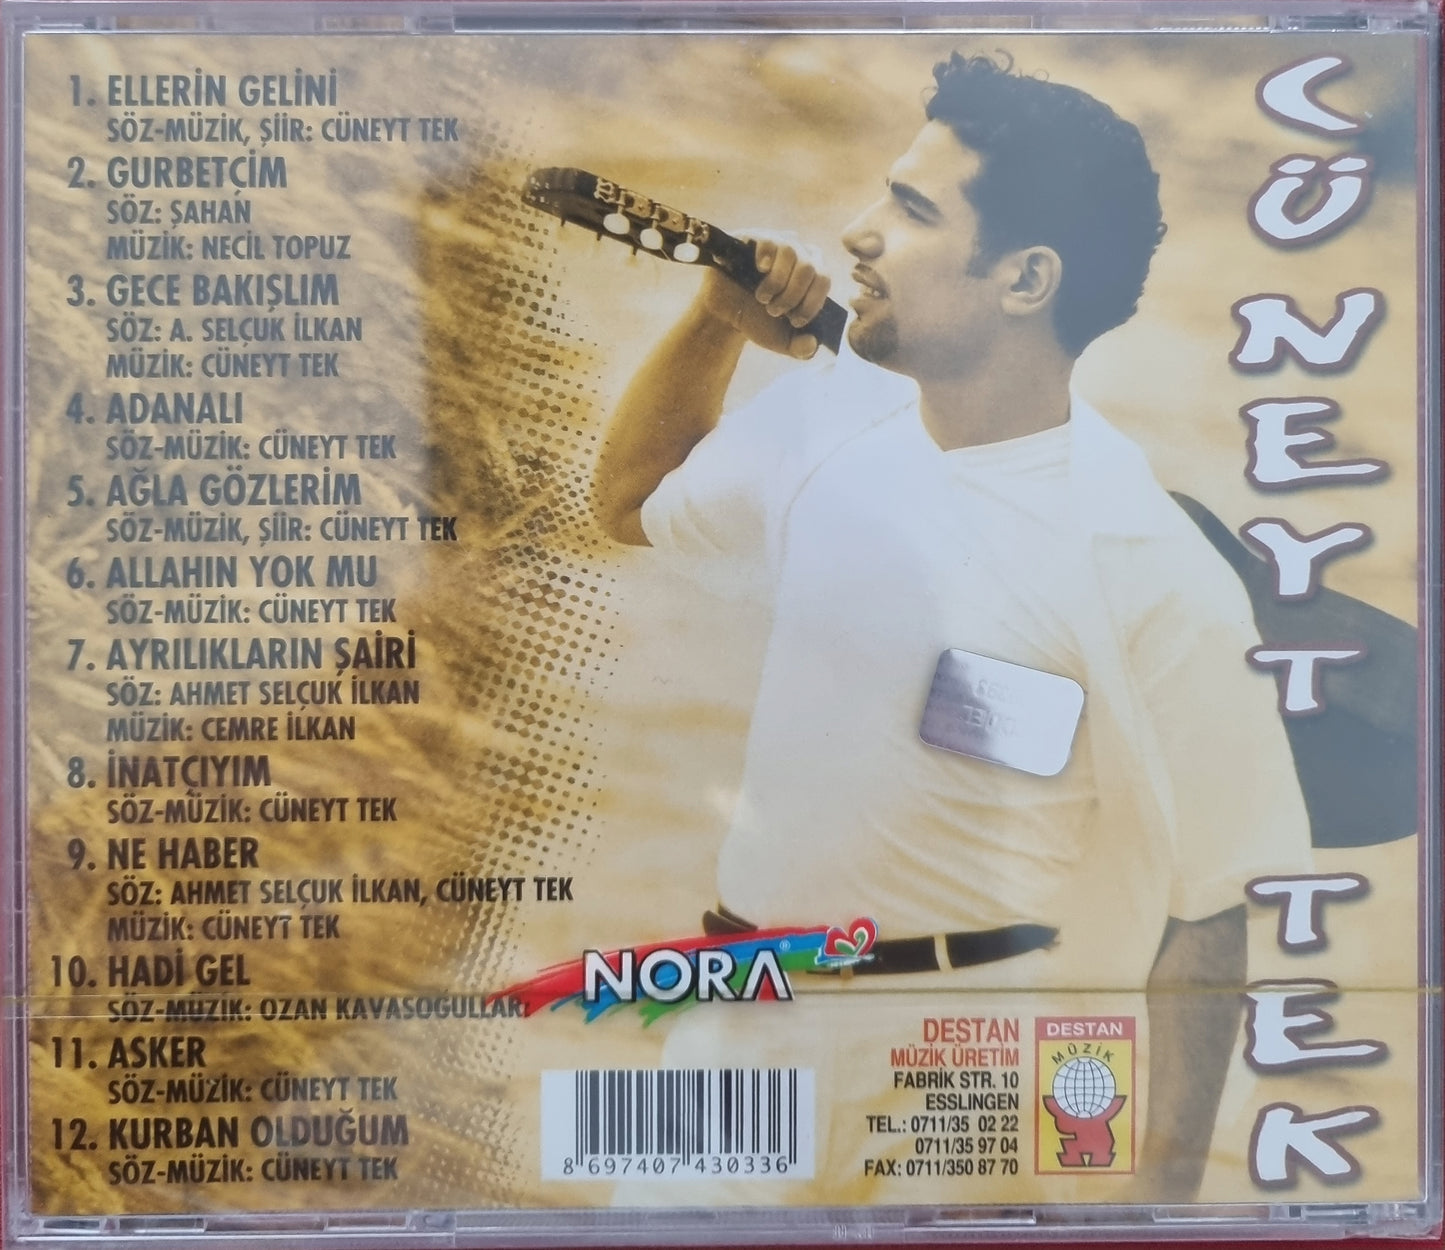 1. ELLERİN GELİNİ
SÖZ-MÜZİK, ŞİİR: CÜNEYT TEK
2. GURBETÇİM
SÖZ: ŞAHAN
MÜZİK: NECİL TOPUZ
3. GECE BAKIŞLIM
SÖZ: A. SELÇUK İLKAN
MÜZİK: CÜNEYT TEK
4. ADANALI
SÖZ-MÜZİK: CÜNEYT TEK
5. AĞLA GÖZLERİM
SÖZ-MÜZİK, ŞİİR: CÜNEYT TEK
6. ALLAHIN YOK MU
SÖZ-MÜZİK: CÜNEYT TEK
7. AYRILIKLARIN ŞAİRİ
SÖZ: AHMET SELÇUK İLKAN
MÜZİK: CEMRE İLKAN
8. İNATÇIYIM
SÖZ-MÜZİK: CÜNEYT TEK
9. NE HABER
SÖZ: AHMET SELÇUK İLKAN, CÜNEYT TEK
MÜZİK: CÜNEYT TEK
10. HADİ GEL
SÖZ-MÜZİK: OZAN KAVASOĞULLARI
11. ASKER
SÖZ-MÜZİK: CÜNEYT TEK
12. KURBAN OLDUĞUM
SÖZ-MÜZİK: CÜNEYT TEK
NORA®
8 697407 430336
DESTAN
MÜZİK ÜRETİM
FABRİK STR. 10
ESSLINGEN
TEL.: 0711/35 02 22
0711/35 97 04
FAX: 0711/350 87 70
DESTAN
MÜZİK
CÜNEYT TEK